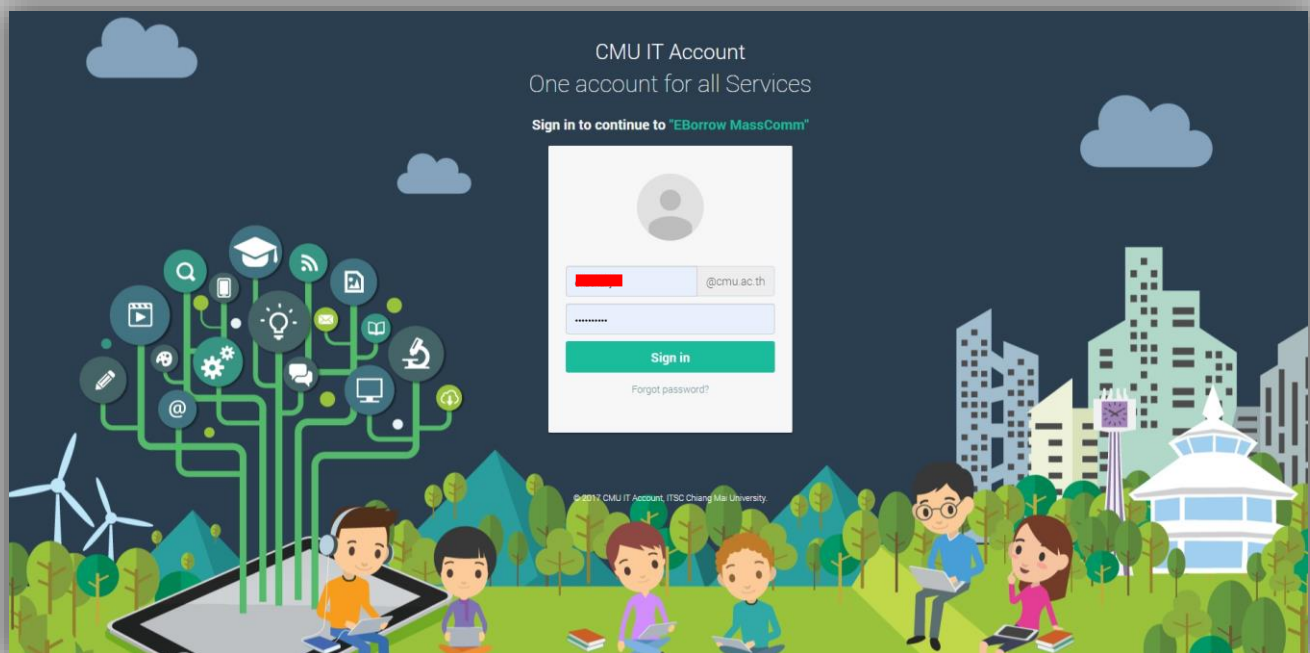 CMU IT Account
One account for all Services
Sign in to continue to "EBorrow MassComm"
@cmu.ac.th
Sign in
Forgot password?
© 2017 CMU IT Account, ITSC Chiang Mai University.